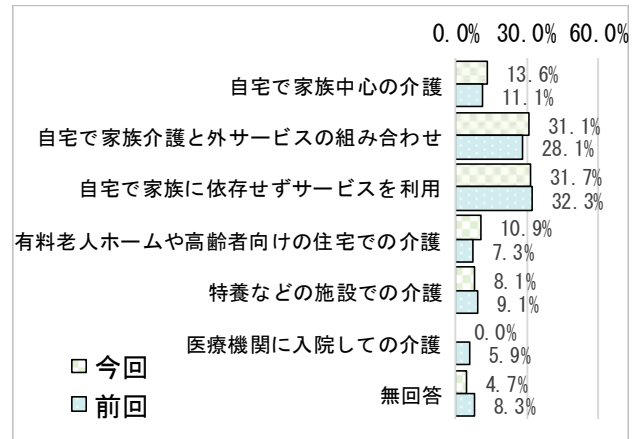 0.0% 30.0% 60.0%
自宅で家族中心の介護
13.6%
11.1%
自宅で家族介護と外サービスの組み合わせ
31.1%
28.1%
自宅で家族に依存せずサービスを利用
31.7%
32.3%
有料老人ホームや高齢者向けの住宅での介護
10.9%
7.3%
特養などの施設での介護
8.1%
9.1%
医療機関に入院しての介護
0.0%
5.9%
無回答
4.7%
8.3%
今回
前回